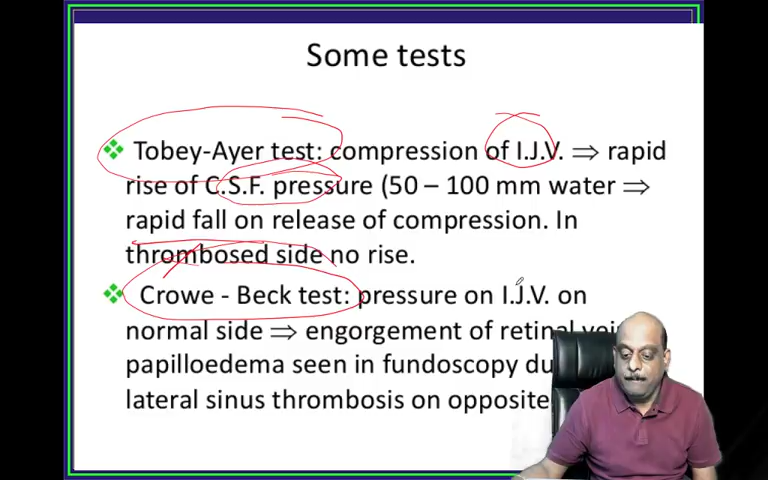 Some tests
Tobey-Ayer test: compression of I.J.V. ⇒ rapid
rise of C.S.F. pressure (50 – 100 mm water ⇒
rapid fall on release of compression. In
thrombosed side no rise.
Crowe - Beck test: pressure on I.J.V. on
normal side ⇒ engorgement of retinal
papilloedema seen in fundoscopy
lateral sinus thrombosis on opposite